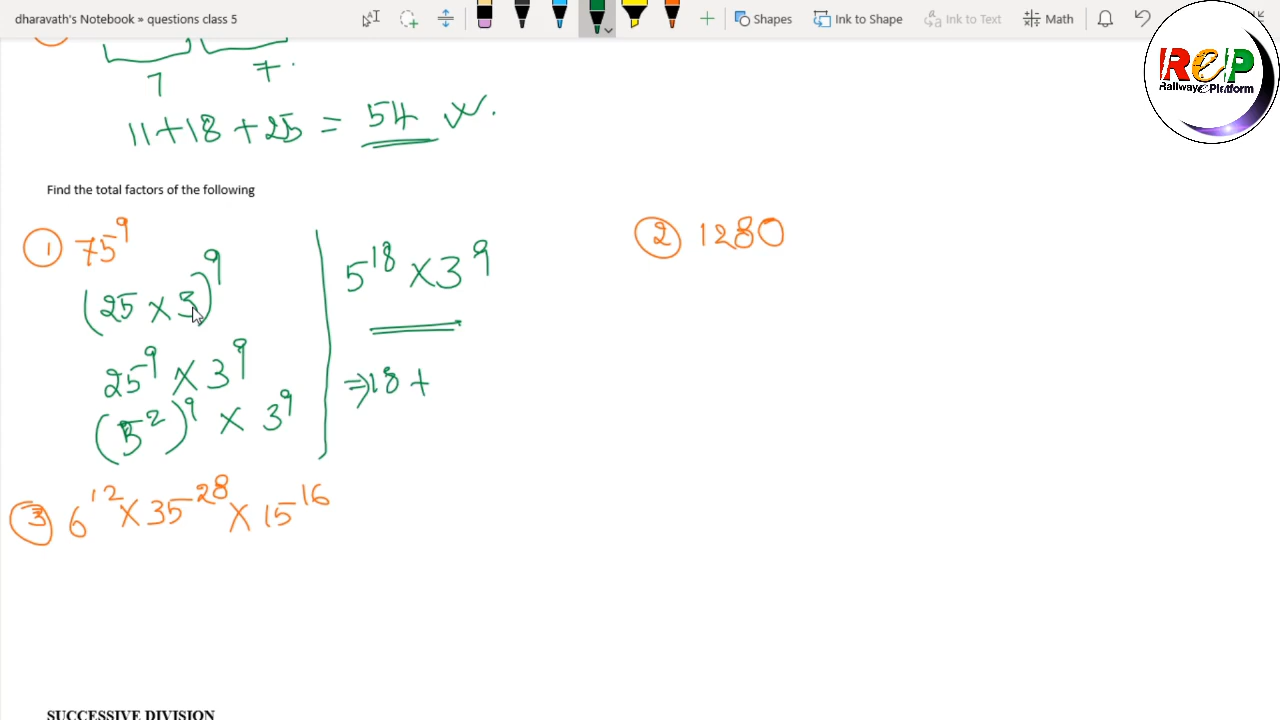 dharavath's Notebook » questions class 5
Shapes
Ink to Shape
Ink to Text
Math
ReP
Railways Platform
7 7
11+18+25 = 54
Find the total factors of the following
① 75^9
(25 × 3)^9
25^9 × 3^9
(5^2)^9 × 3^9
5^18 × 3^9
⇒ 18 +
② 1280
③ 6^12 × 35^28 × 15^16
SUCCESSIVE DIVISION